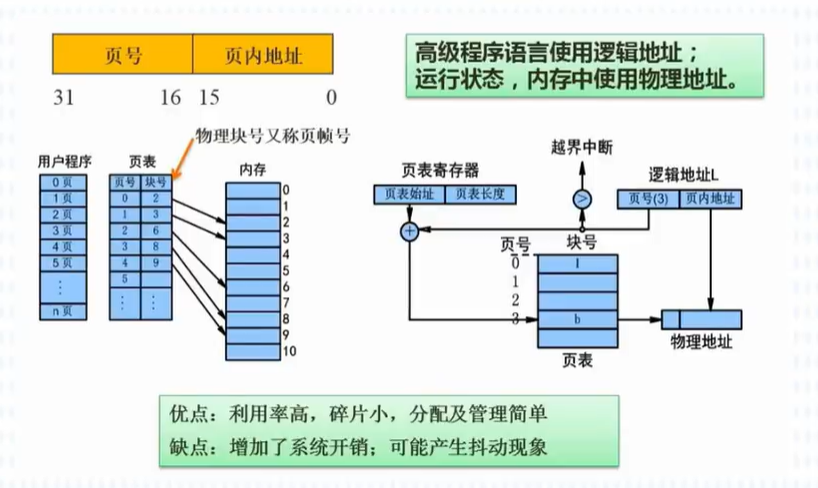 页号 页内地址
31 16 15 0
高级程序语言使用逻辑地址；
运行状态，内存中使用物理地址。
物理块号又称页帧号
用户程序
0页
1页
2页
3页
4页
5页
⋮
n页
页表
页号 块号
0 2
1 3
2 6
3 8
4 9
5
⋮ ⋮
内存
0
1
2
3
4
5
6
7
8
9
10
越界中断
页表寄存器
页表始址 页表长度
>
逻辑地址L
页号(3) 页内地址
+
页号 块号
0 1
1
2
3 b
页表
物理地址
优点：利用率高，碎片小，分配及管理简单
缺点：增加了系统开销；可能产生抖动现象